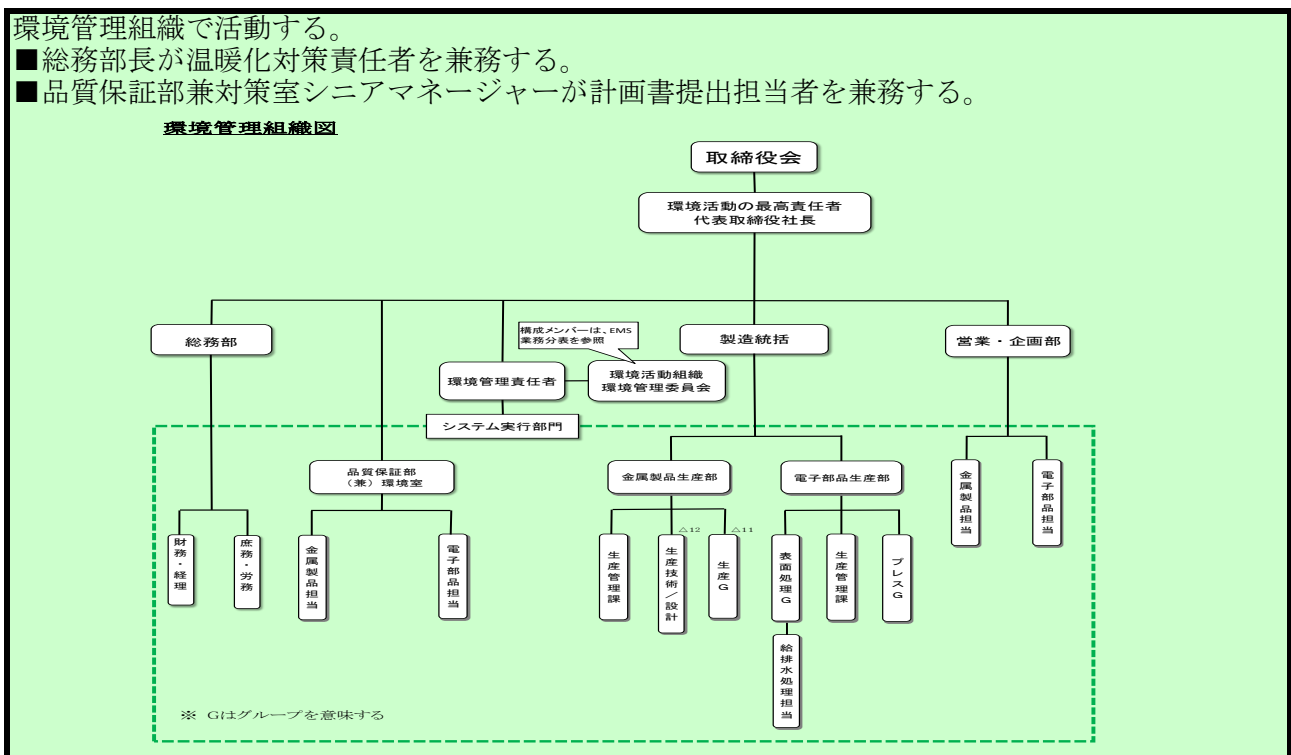 環境管理組織で活動する。
■総務部長が温暖化対策責任者を兼務する。
■品質保証部兼対策室シニアマネージャーが計画書提出担当者を兼務する。
環境管理組織図
取締役会
環境活動の最高責任者
代表取締役社長
総務部
構成メンバーは、EMS
業務分表を参照
製造統括
営業・企画部
環境管理責任者
環境活動組織
環境管理委員会
システム実行部門
品質保証部
（兼）環境室
金属製品生産部
電子部品生産部
金属製品担当
電子部品担当
△12
△11
財務・経理
庶務・労務
金属製品担当
電子部品担当
生産管理課
生産技術／設計
生産G
表面処理G
生産管理課
プレスG
給排水処理担当
※ Gはグループを意味する